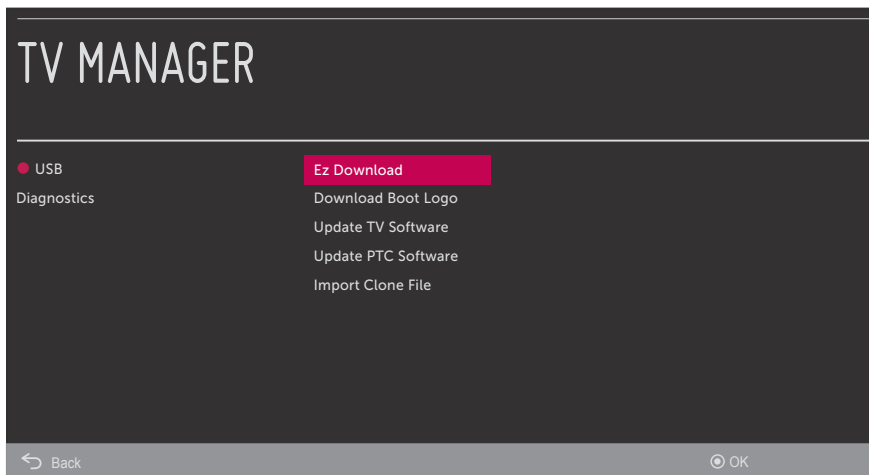 TV MANAGER
USB
Diagnostics
Ez Download
Download Boot Logo
Update TV Software
Update PTC Software
Import Clone File
Back
OK